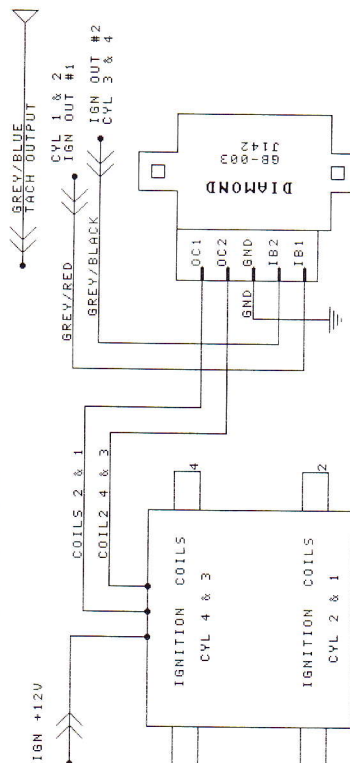 GREY/BLUE
TACH OUTPUT
CYL 1 & 2
IGN OUT #1
IGN OUT #2
CYL 3 & 4
GREY/RED
GREY/BLACK
DIAMOND
GB-003
J142
OC1
OC2
GND
IB2
IB1
GND
COILS 2 & 1
COILZ 4 & 3
4
2
IGNITION COILS
CYL 4 & 3
IGNITION COILS
CYL 2 & 1
IGN +12V